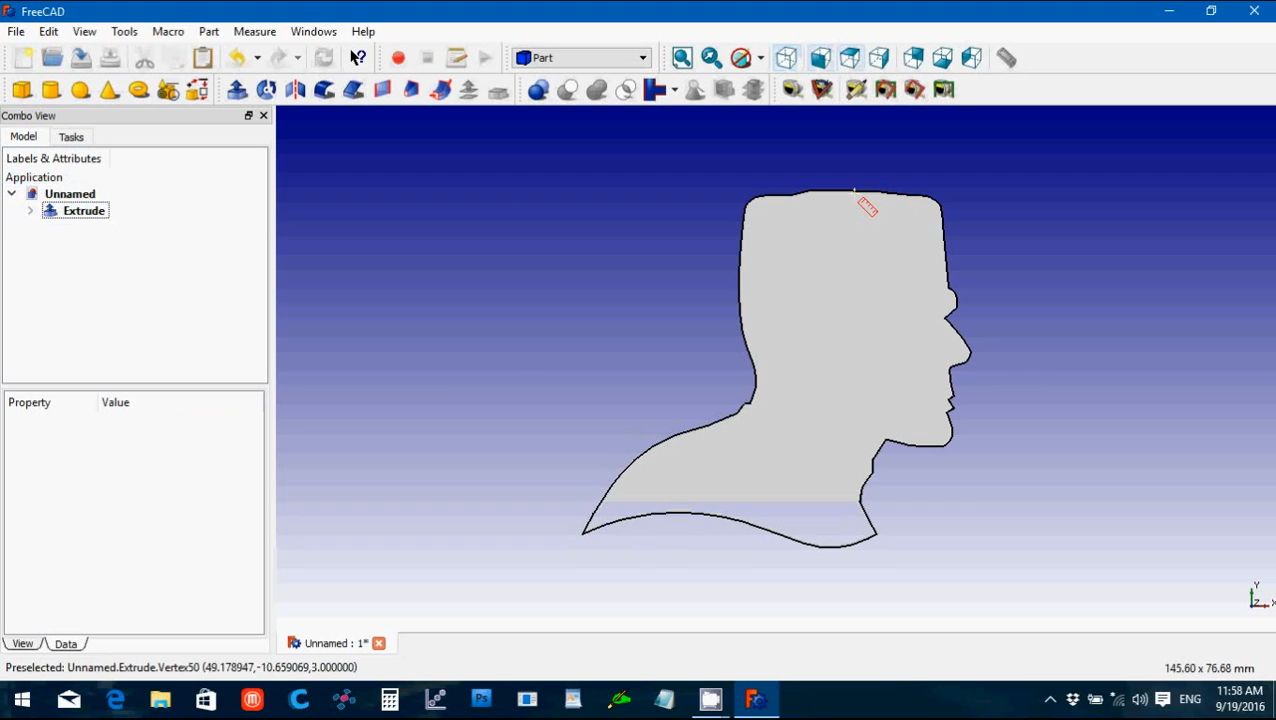 FreeCAD
File Edit View Tools Macro Part Measure Windows Help
Part
Combo View
Model Tasks
Labels & Attributes
Application
Unnamed
Extrude
Property Value
View Data
Unnamed : 1*
Y
Z X
Preselected: Unnamed.Extrude.Vertex50 (49.178947,-10.659069,3.000000)
145.60 x 76.68 mm
ENG
11:58 AM
9/19/2016